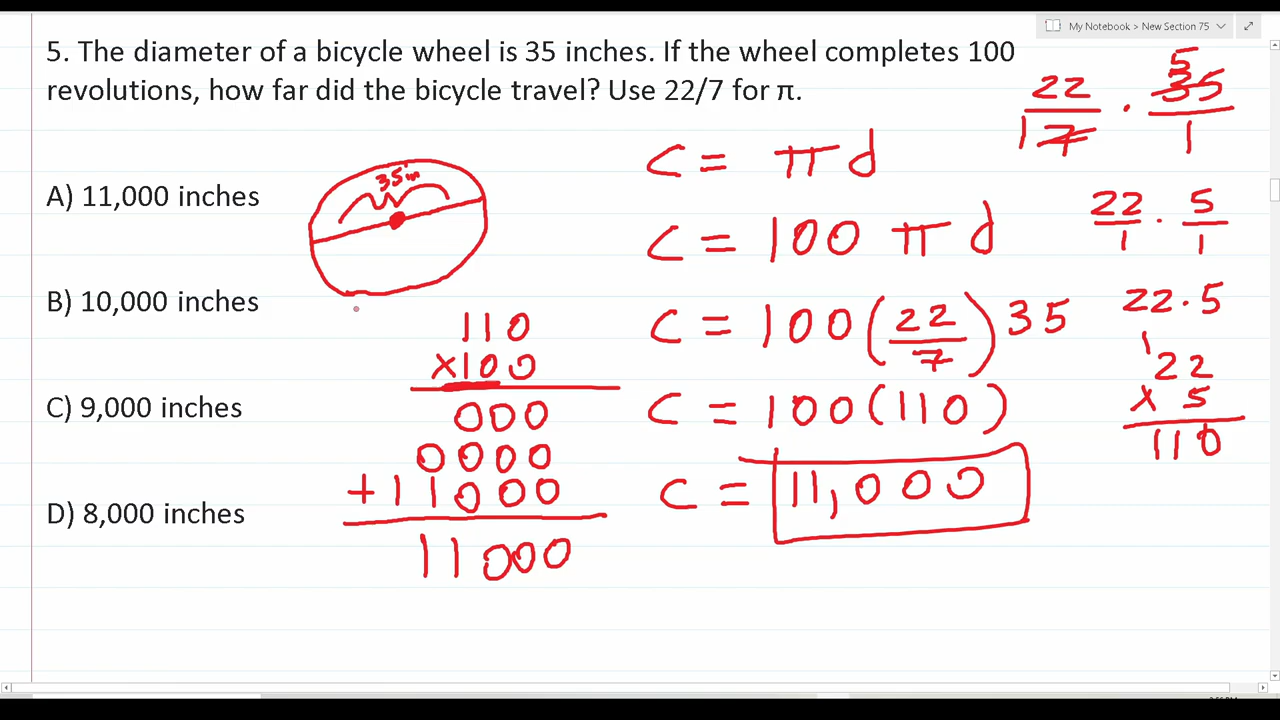 My Notebook > New Section 75
5. The diameter of a bicycle wheel is 35 inches. If the wheel completes 100
revolutions, how far did the bicycle travel? Use 22/7 for π.
A) 11,000 inches
B) 10,000 inches
C) 9,000 inches
D) 8,000 inches
35 in
110
×100
000
0000
+11000
11000
C = πd
C = 100 π d
C = 100(22/7)35
C = 100(110)
C = 11,000
5
22/7 · 35/1
1
22/1 · 5/1
22 · 5
1
22
× 5
110